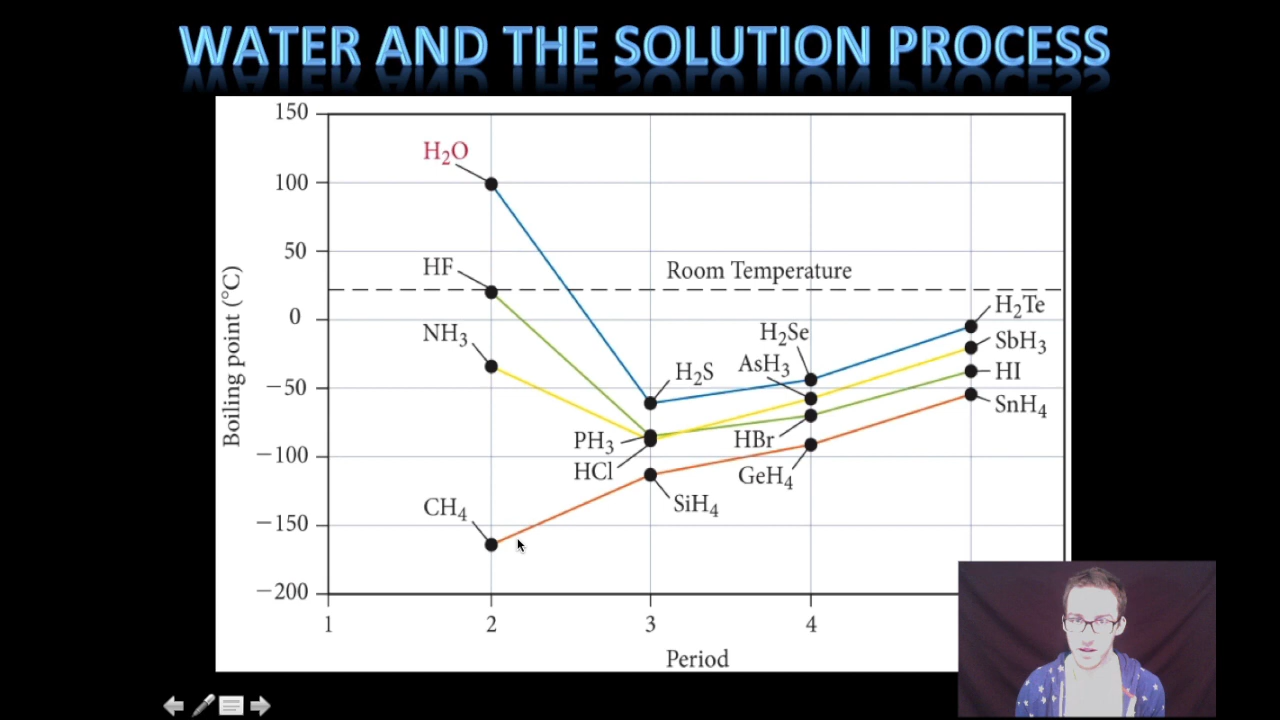 WATER AND THE SOLUTION PROCESS
150
100
50
0
−50
−100
−150
−200
Boiling point (°C)
H₂O
HF
NH₃
CH₄
Room Temperature
H₂S
PH₃
HCl
SiH₄
H₂Se
AsH₃
HBr
GeH₄
H₂Te
SbH₃
HI
SnH₄
1
2
3
4
Period